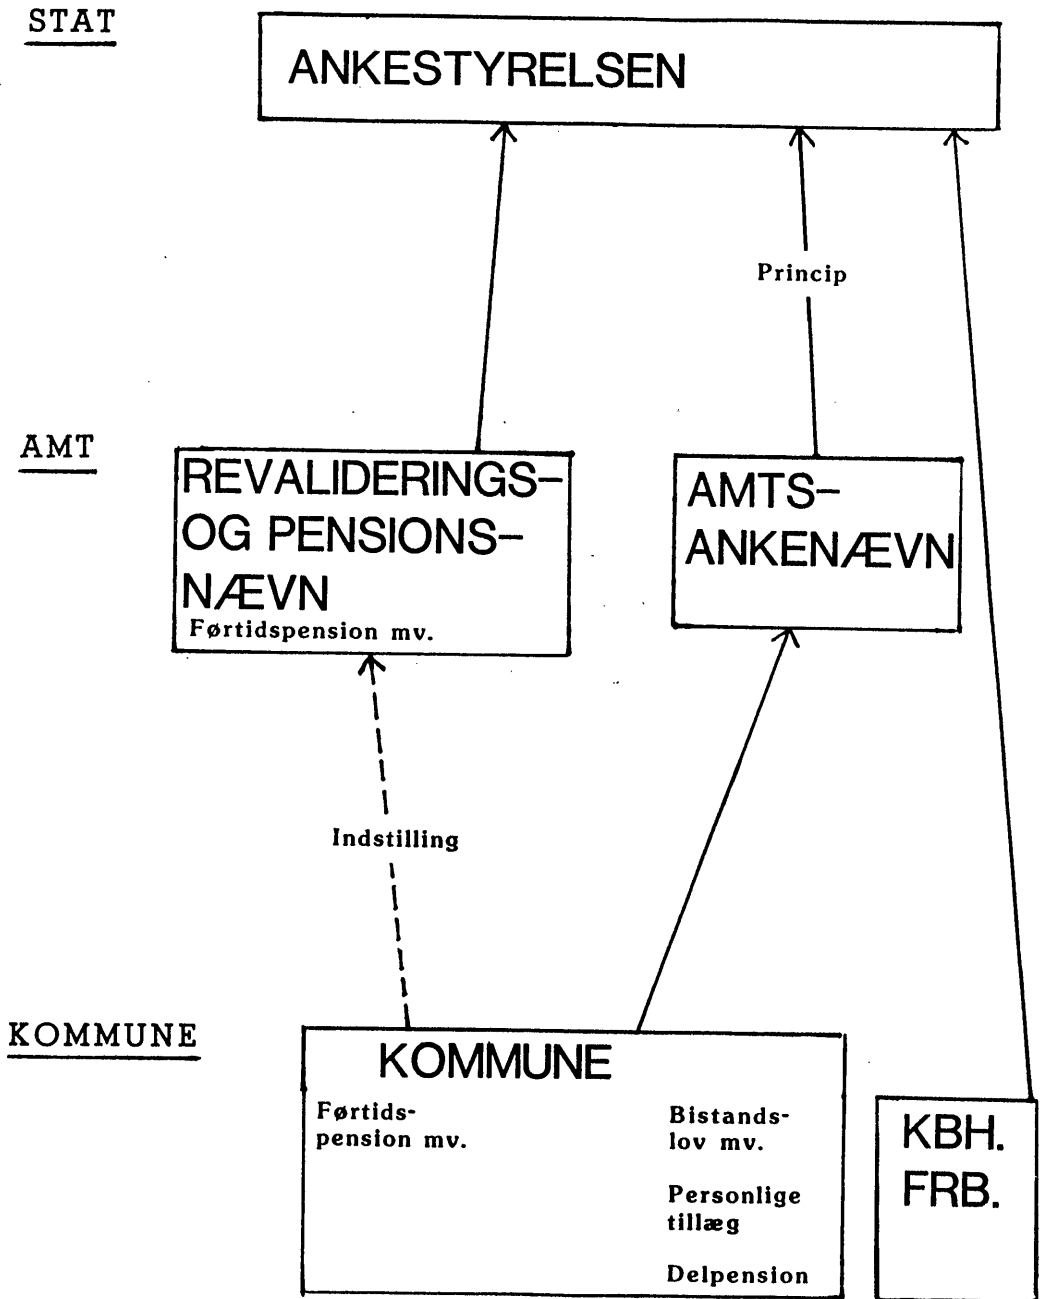 STAT
ANKESTYRELSEN
Princip
AMT
REVALIDERINGS-
OG PENSIONS-
NÆVN
Førtidspension mv.
AMTS-
ANKENÆVN
Indstilling
KOMMUNE
KOMMUNE
Førtids-
pension mv.
Bistands-
lov mv.
Personlige
tillæg
Delpension
KBH.
FRB.